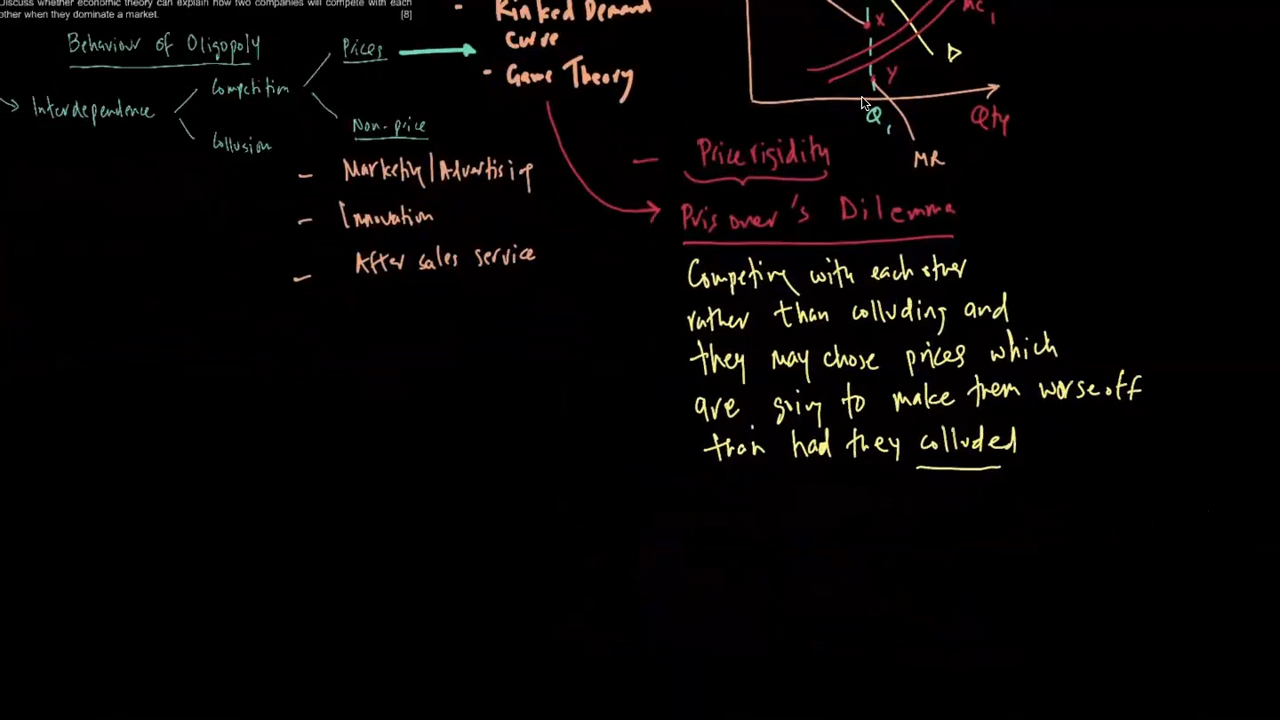 Discuss whether economic theory can explain how two companies will compete with each
other when they dominate a market.
[8]
Behaviour of Oligopoly
Interdependence
Competition
Collusion
Prices
Non-price
- Marketing/Advertising
- Innovation
- After sales service
- Kinked Demand
Curve
- Game Theory
X
Y
MC1
D
Q1
Qty
MR
- Price rigidity
Prisoner's Dilemma
Competing with each other
rather than colluding and
they may chose prices which
are going to make them worse off
than had they colluded